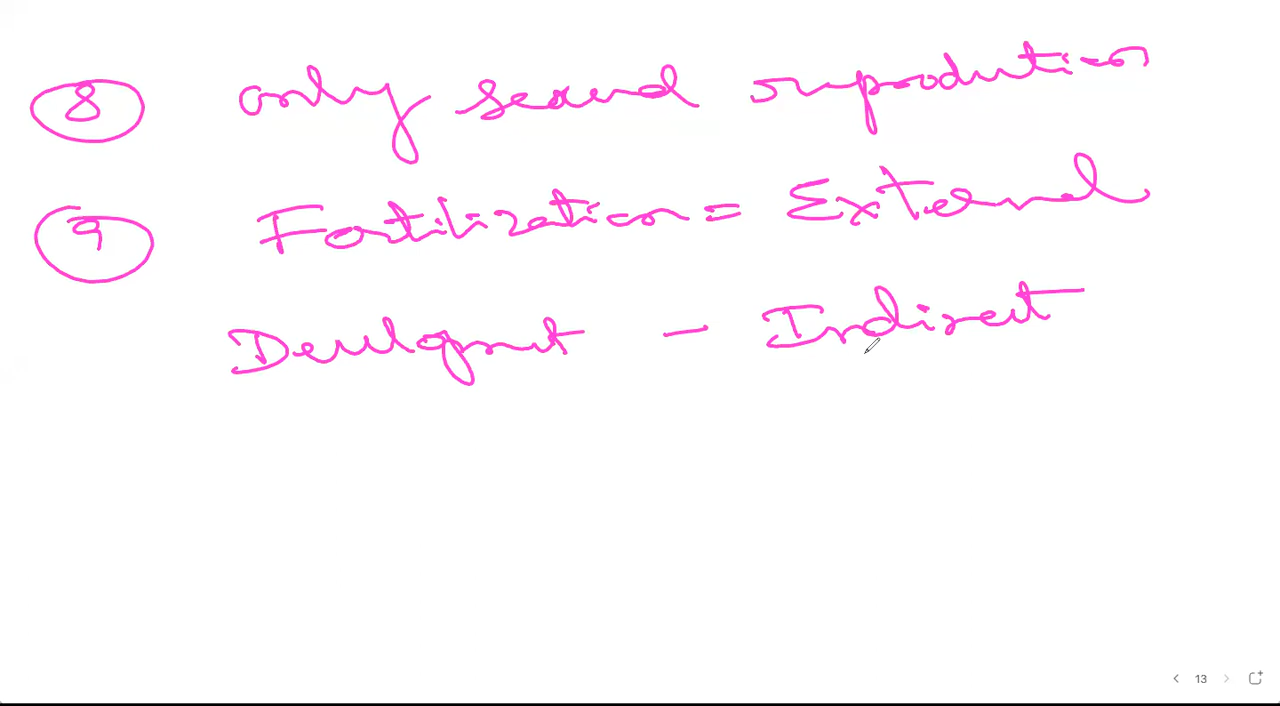 8 only sexual reproduction
9 Fertilization = External
Development - Indirect
13